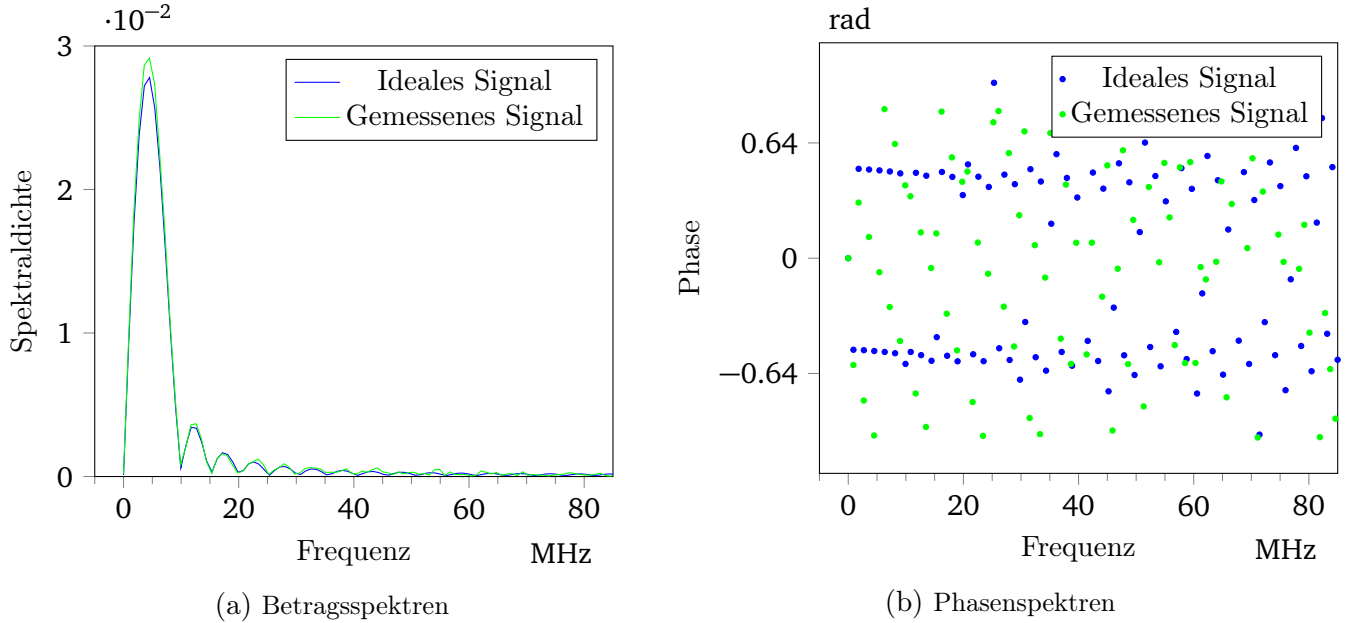 ·10⁻²
3
2
1
0
Spektraldichte
Ideales Signal
Gemessenes Signal
0 20 40 60 80
Frequenz
MHz
(a) Betragsspektren
rad
0.64
0
−0.64
Phase
Ideales Signal
Gemessenes Signal
0 20 40 60 80
Frequenz
MHz
(b) Phasenspektren